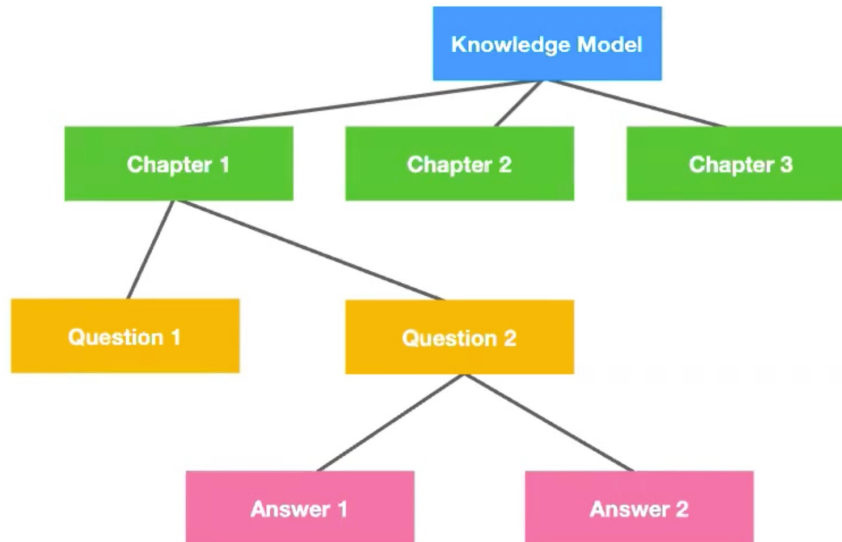 Knowledge Model
Chapter 1
Chapter 2
Chapter 3
Question 1
Question 2
Answer 1
Answer 2